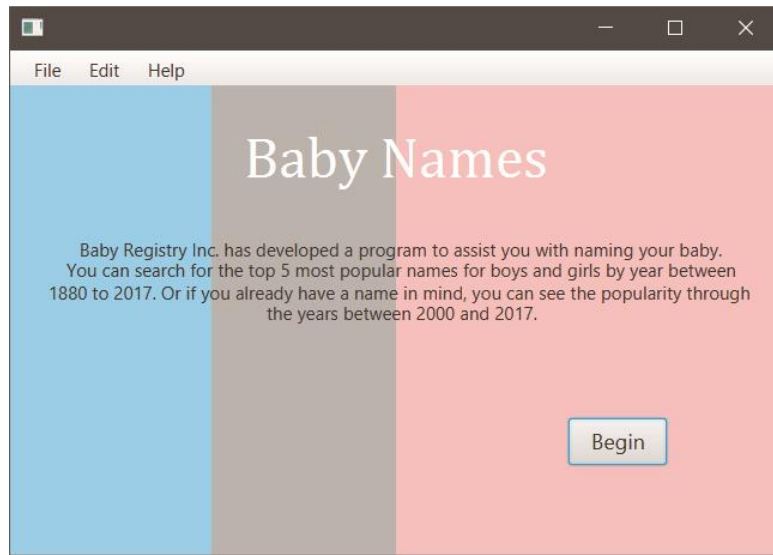 File Edit Help
Baby Names
Baby Registry Inc. has developed a program to assist you with naming your baby.
You can search for the top 5 most popular names for boys and girls by year between
1880 to 2017. Or if you already have a name in mind, you can see the popularity through
the years between 2000 and 2017.
Begin